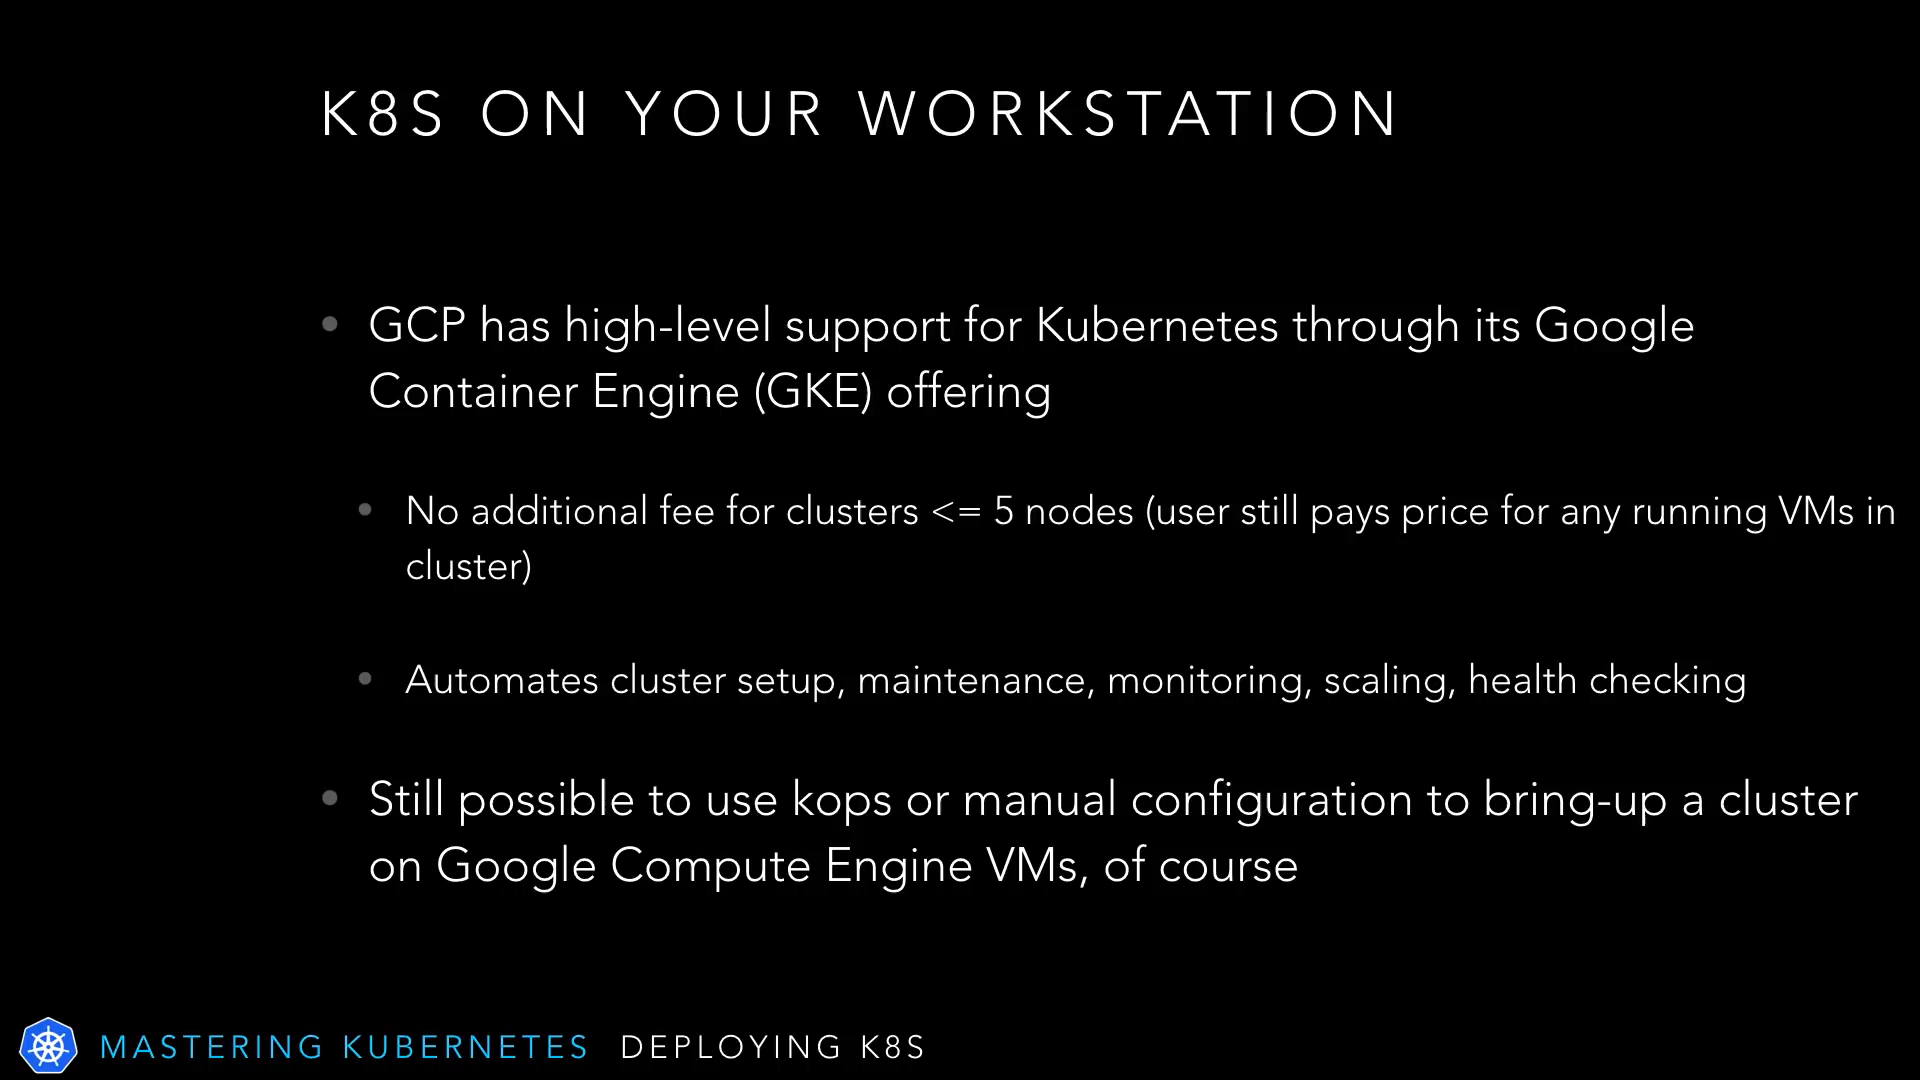 K8S ON YOUR WORKSTATION
• GCP has high-level support for Kubernetes through its Google
Container Engine (GKE) offering
• No additional fee for clusters <= 5 nodes (user still pays price for any running VMs in
cluster)
• Automates cluster setup, maintenance, monitoring, scaling, health checking
• Still possible to use kops or manual configuration to bring-up a cluster
on Google Compute Engine VMs, of course
MASTERING KUBERNETES DEPLOYING K8S